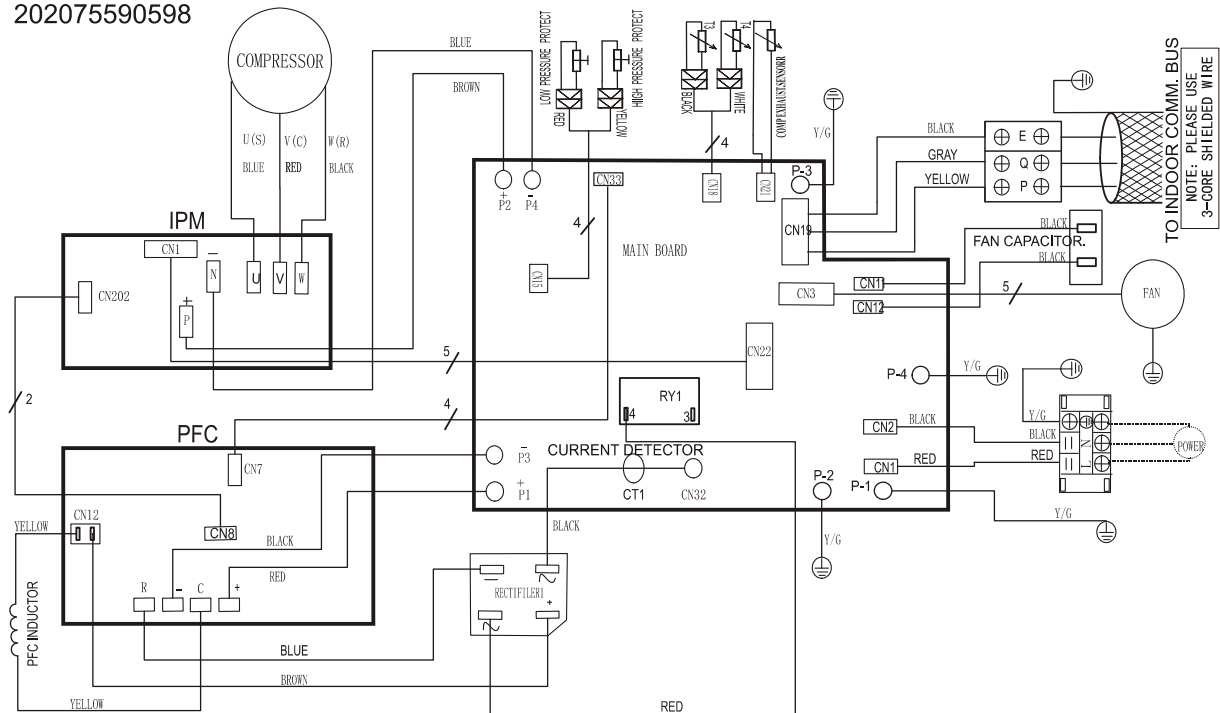 202075590598
COMPRESSOR
U(S)
V(C)
W(R)
BLUE
RED
BLACK
BLUE
BROWN
LOW PRESSURE PROTECT
HIGH PRESSURE PROTECT
RED
YELLOW
T3
T4
BLACK
WHITE
COMP.EXHAUST.SENSORR
4
4
Y/G
BLACK
GRAY
YELLOW
E
Q
P
TO INDOOR COMM. BUS
NOTE: PLEASE USE
3-CORE SHIELDED WIRE
IPM
CN1
CN202
-
N
U
V
W
+
P
+
P2
-
P4
CN33
CN18
CN21
P-3
CN19
CN15
MAIN BOARD
BLACK
FAN CAPACITOR.
BLACK
CN11
CN3
CN12
5
FAN
5
CN22
P-4
Y/G
RY1
4
3
2
4
PFC
CN7
-
P3
+
P1
CURRENT DETECTOR
CT1
CN32
CN2
BLACK
CN1
RED
P-2
P-1
Y/G
BLACK
RED
N
L
POWER
Y/G
Y/G
CN12
YELLOW
CN8
BLACK
RED
BLACK
R
-
C
+
RECTIFILER1
+
PFC INDUCTOR
BLUE
BROWN
YELLOW
RED